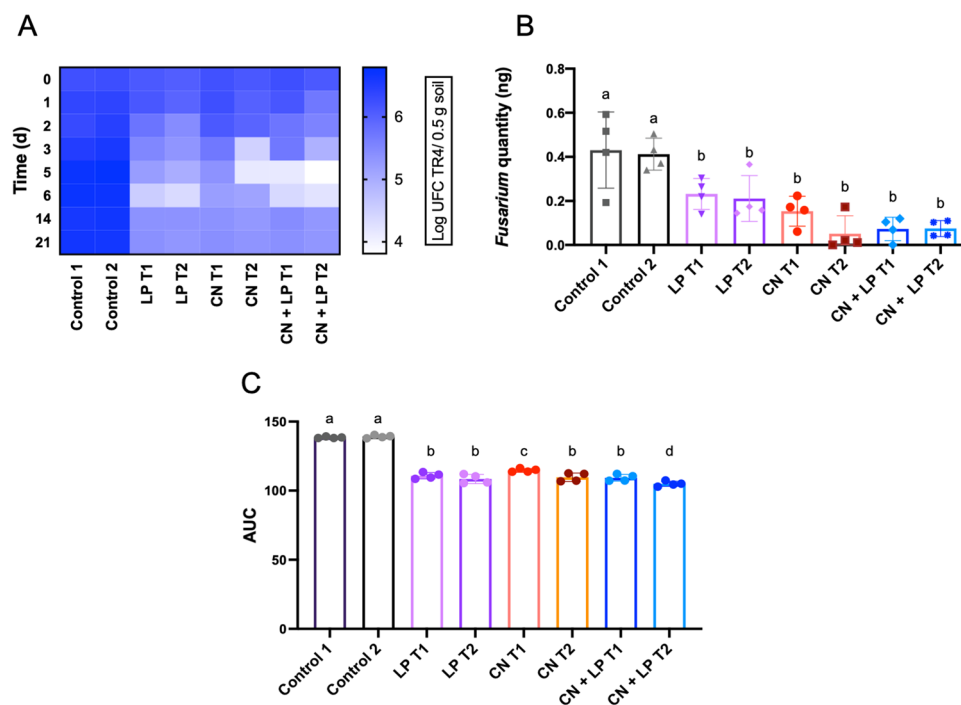 A
0
1
2
3
5
6
14
21
Time (d)
Control 1
Control 2
LP T1
LP T2
CN T1
CN T2
CN + LP T1
CN + LP T2
6
5
4
Log UFC TR4/ 0.5 g soil
B
Fusarium quantity (ng)
0.8
0.6
0.4
0.2
0.0
a
a
b
b
b
b
b
b
Control 1
Control 2
LP T1
LP T2
CN T1
CN T2
CN + LP T1
CN + LP T2
C
AUC
150
100
50
0
a
a
b
b
c
b
b
d
Control 1
Control 2
LP T1
LP T2
CN T1
CN T2
CN + LP T1
CN + LP T2